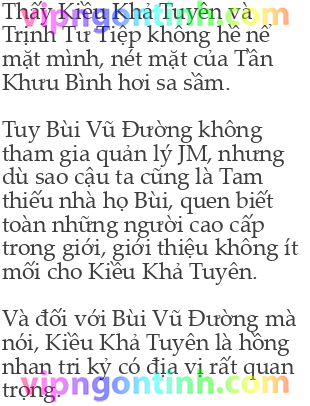 Thấy Kiều Khả Tuyên và
Trịnh Tư Tiệp không hề nể
mặt mình, nét mặt của Tần
Khưu Bình hơi sa sầm.
Tuy Bùi Vũ Đường không
tham gia quản lý JM, nhưng
dù sao cậu ta cũng là Tam
thiếu nhà họ Bùi, quen biết
toàn những người cao cấp
trong giới, giới thiệu không ít
mối cho Kiều Khả Tuyên.
Và đối với Bùi Vũ Đường mà
nói, Kiều Khả Tuyên là hồng
nhan tri kỷ có địa vị rất quan
vipngontinh.com
trọng.